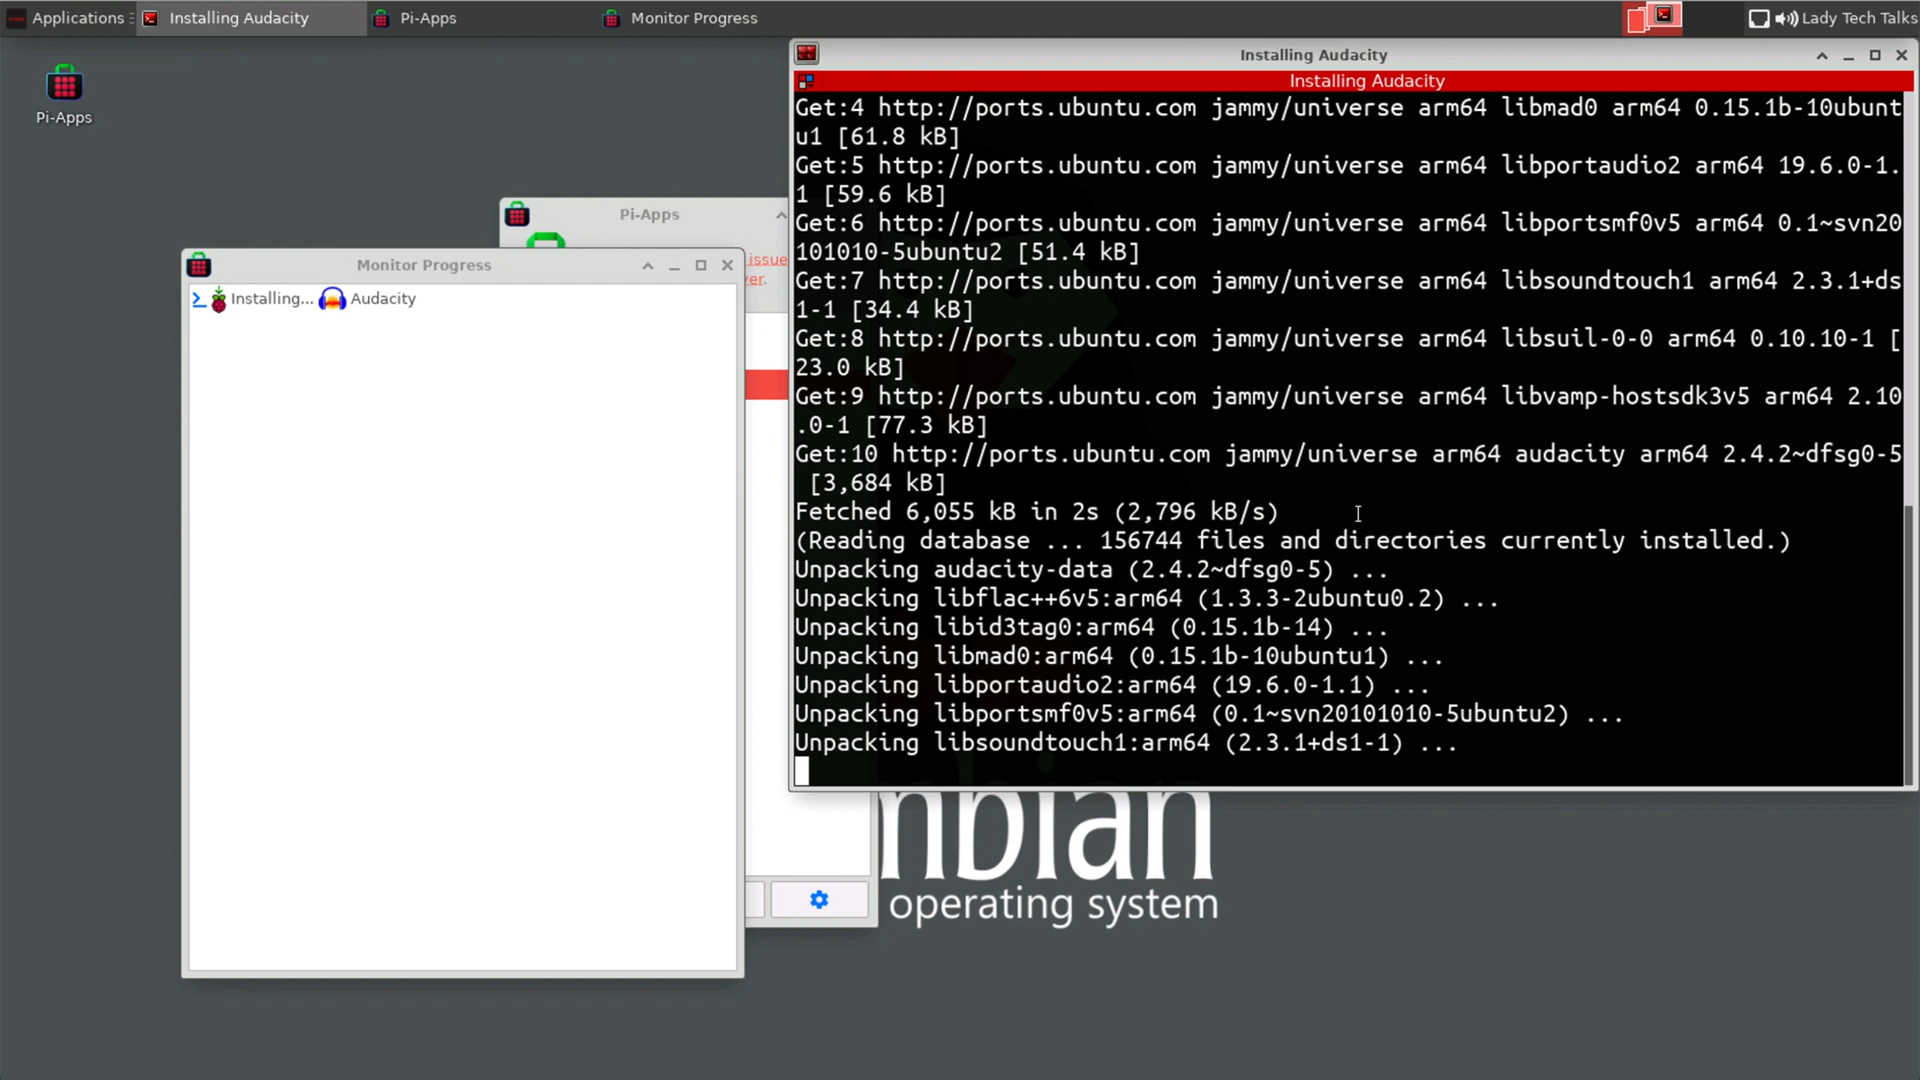 Applications
Installing Audacity
Pi-Apps
Monitor Progress
Lady Tech Talks
Pi-Apps
Pi-Apps
issue
er.
Monitor Progress
Installing... Audacity
Installing Audacity
Installing Audacity
Get:4 http://ports.ubuntu.com jammy/universe arm64 libmad0 arm64 0.15.1b-10ubunt
u1 [61.8 kB]
Get:5 http://ports.ubuntu.com jammy/universe arm64 libportaudio2 arm64 19.6.0-1.
1 [59.6 kB]
Get:6 http://ports.ubuntu.com jammy/universe arm64 libportsmf0v5 arm64 0.1~svn20
101010-5ubuntu2 [51.4 kB]
Get:7 http://ports.ubuntu.com jammy/universe arm64 libsoundtouch1 arm64 2.3.1+ds
1-1 [34.4 kB]
Get:8 http://ports.ubuntu.com jammy/universe arm64 libsuil-0-0 arm64 0.10.10-1 [
23.0 kB]
Get:9 http://ports.ubuntu.com jammy/universe arm64 libvamp-hostsdk3v5 arm64 2.10
.0-1 [77.3 kB]
Get:10 http://ports.ubuntu.com jammy/universe arm64 audacity arm64 2.4.2~dfsg0-5
[3,684 kB]
Fetched 6,055 kB in 2s (2,796 kB/s)
(Reading database ... 156744 files and directories currently installed.)
Unpacking audacity-data (2.4.2~dfsg0-5) ...
Unpacking libflac++6v5:arm64 (1.3.3-2ubuntu0.2) ...
Unpacking libid3tag0:arm64 (0.15.1b-14) ...
Unpacking libmad0:arm64 (0.15.1b-10ubuntu1) ...
Unpacking libportaudio2:arm64 (19.6.0-1.1) ...
Unpacking libportsmf0v5:arm64 (0.1~svn20101010-5ubuntu2) ...
Unpacking libsoundtouch1:arm64 (2.3.1+ds1-1) ...
nbian
operating system